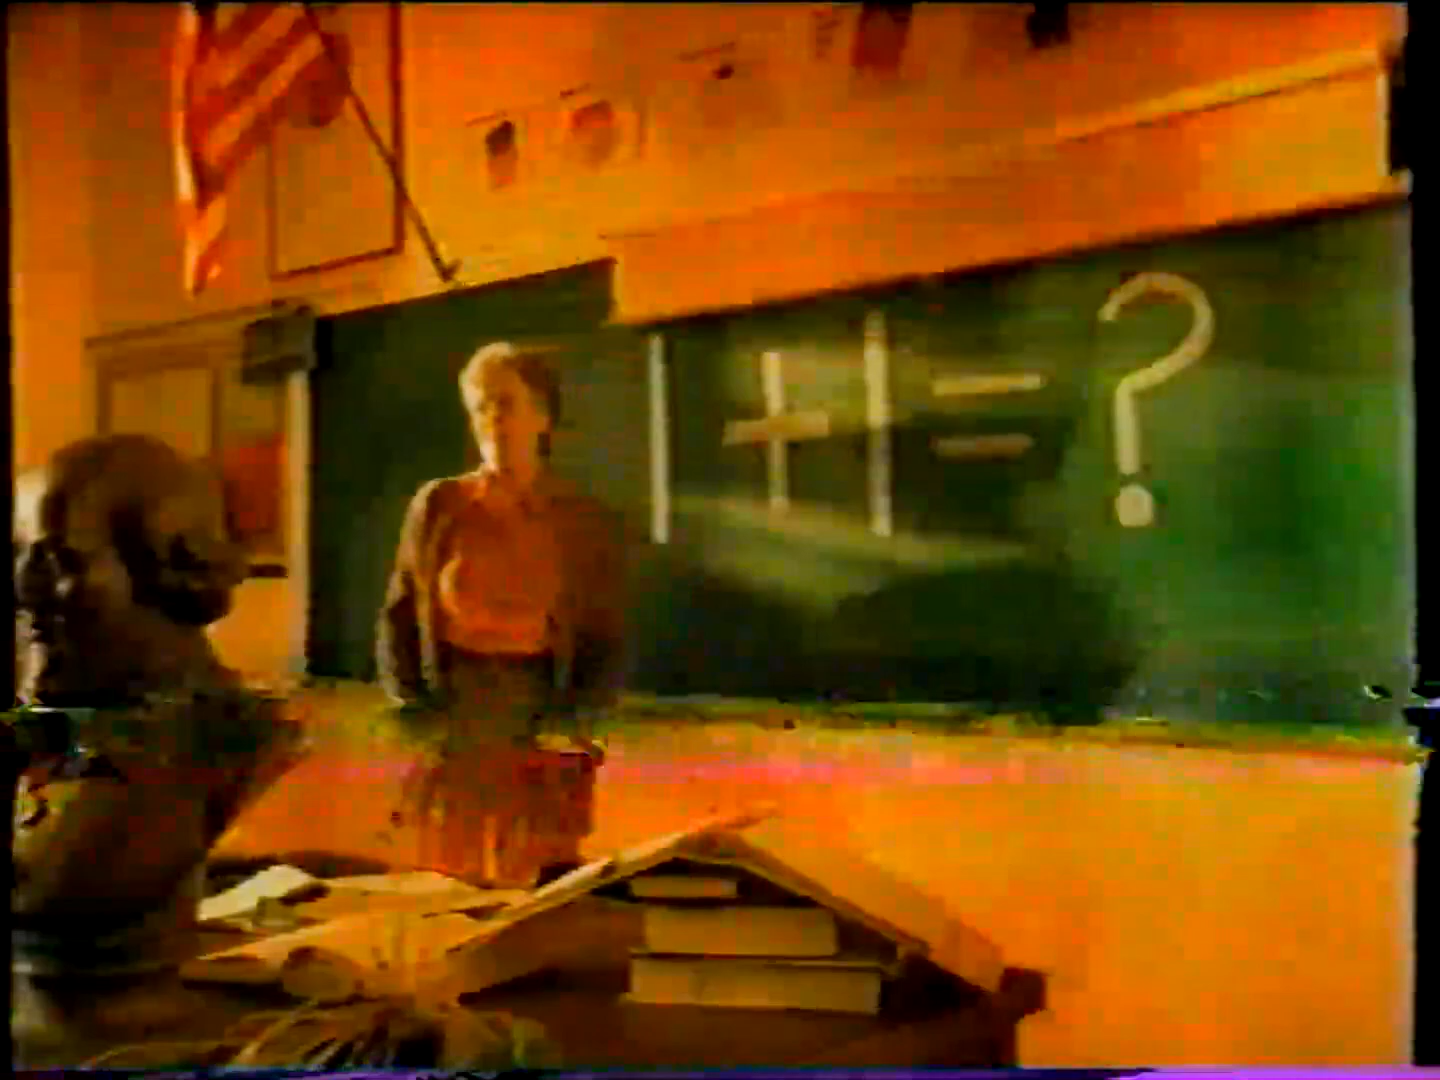 1 + 1 = ?